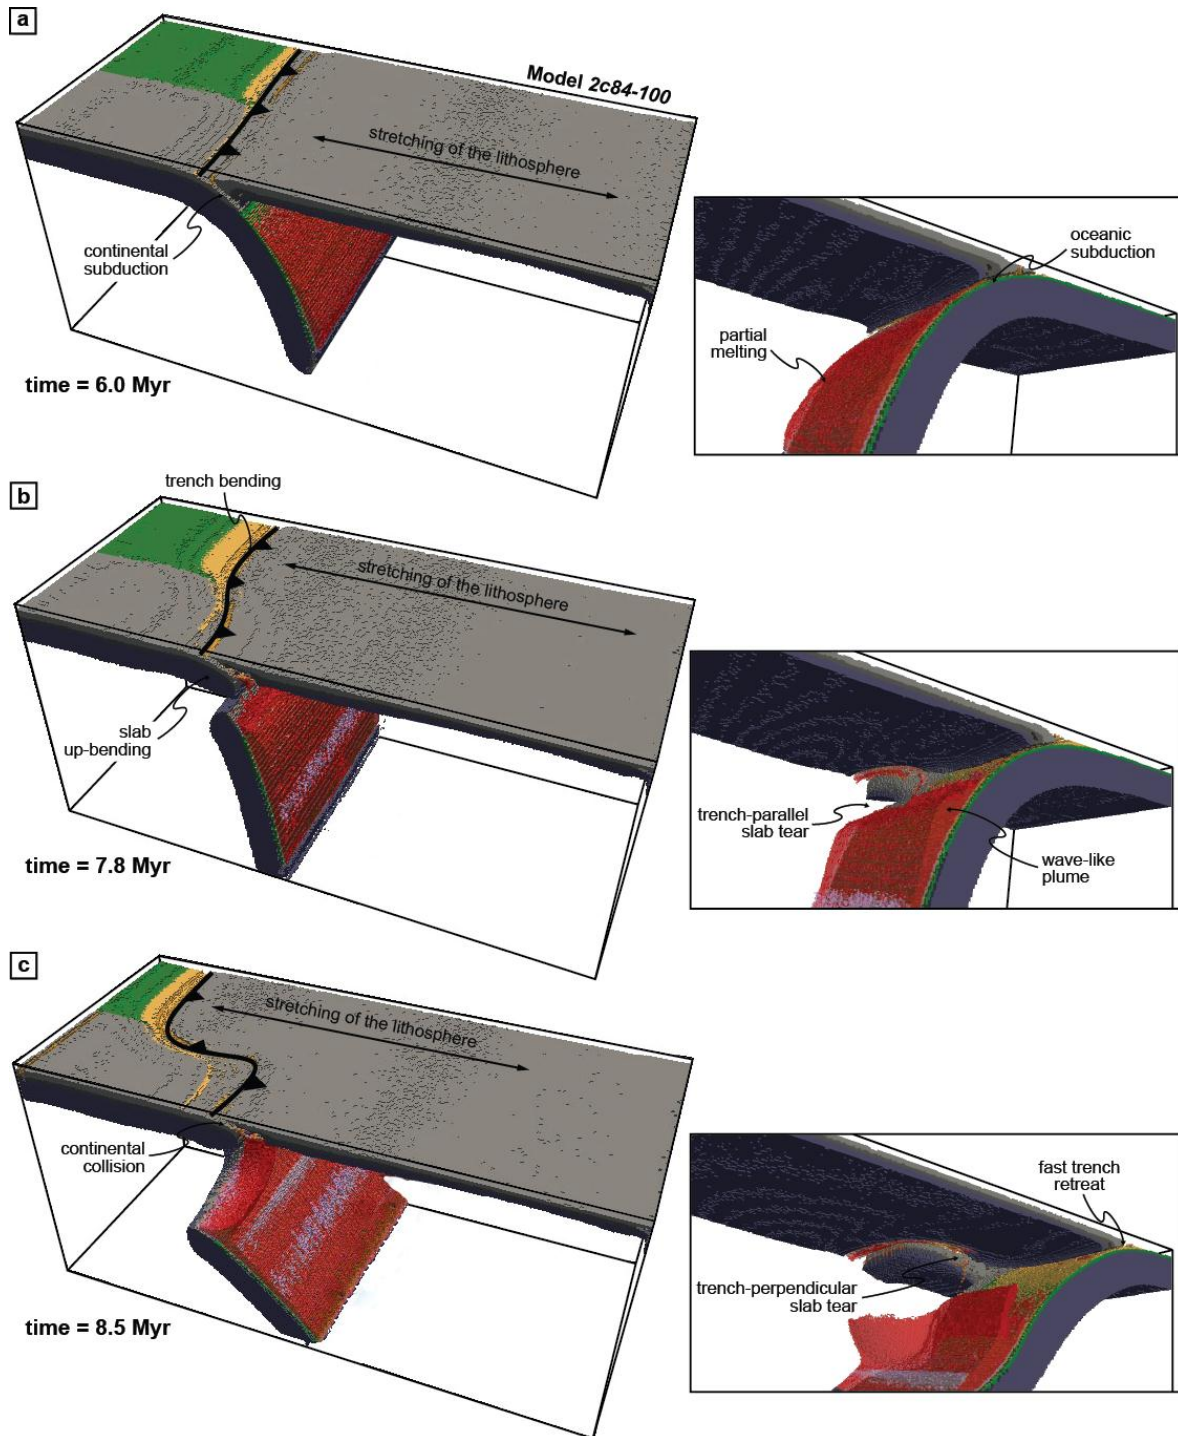 a
Model 2c84-100
stretching of the lithosphere
continental
subduction
time = 6.0 Myr
oceanic
subduction
partial
melting
b
trench bending
stretching of the lithosphere
slab
up-bending
time = 7.8 Myr
trench-parallel
slab tear
wave-like
plume
c
stretching of the lithosphere
continental
collision
time = 8.5 Myr
fast trench
retreat
trench-perpendicular
slab tear